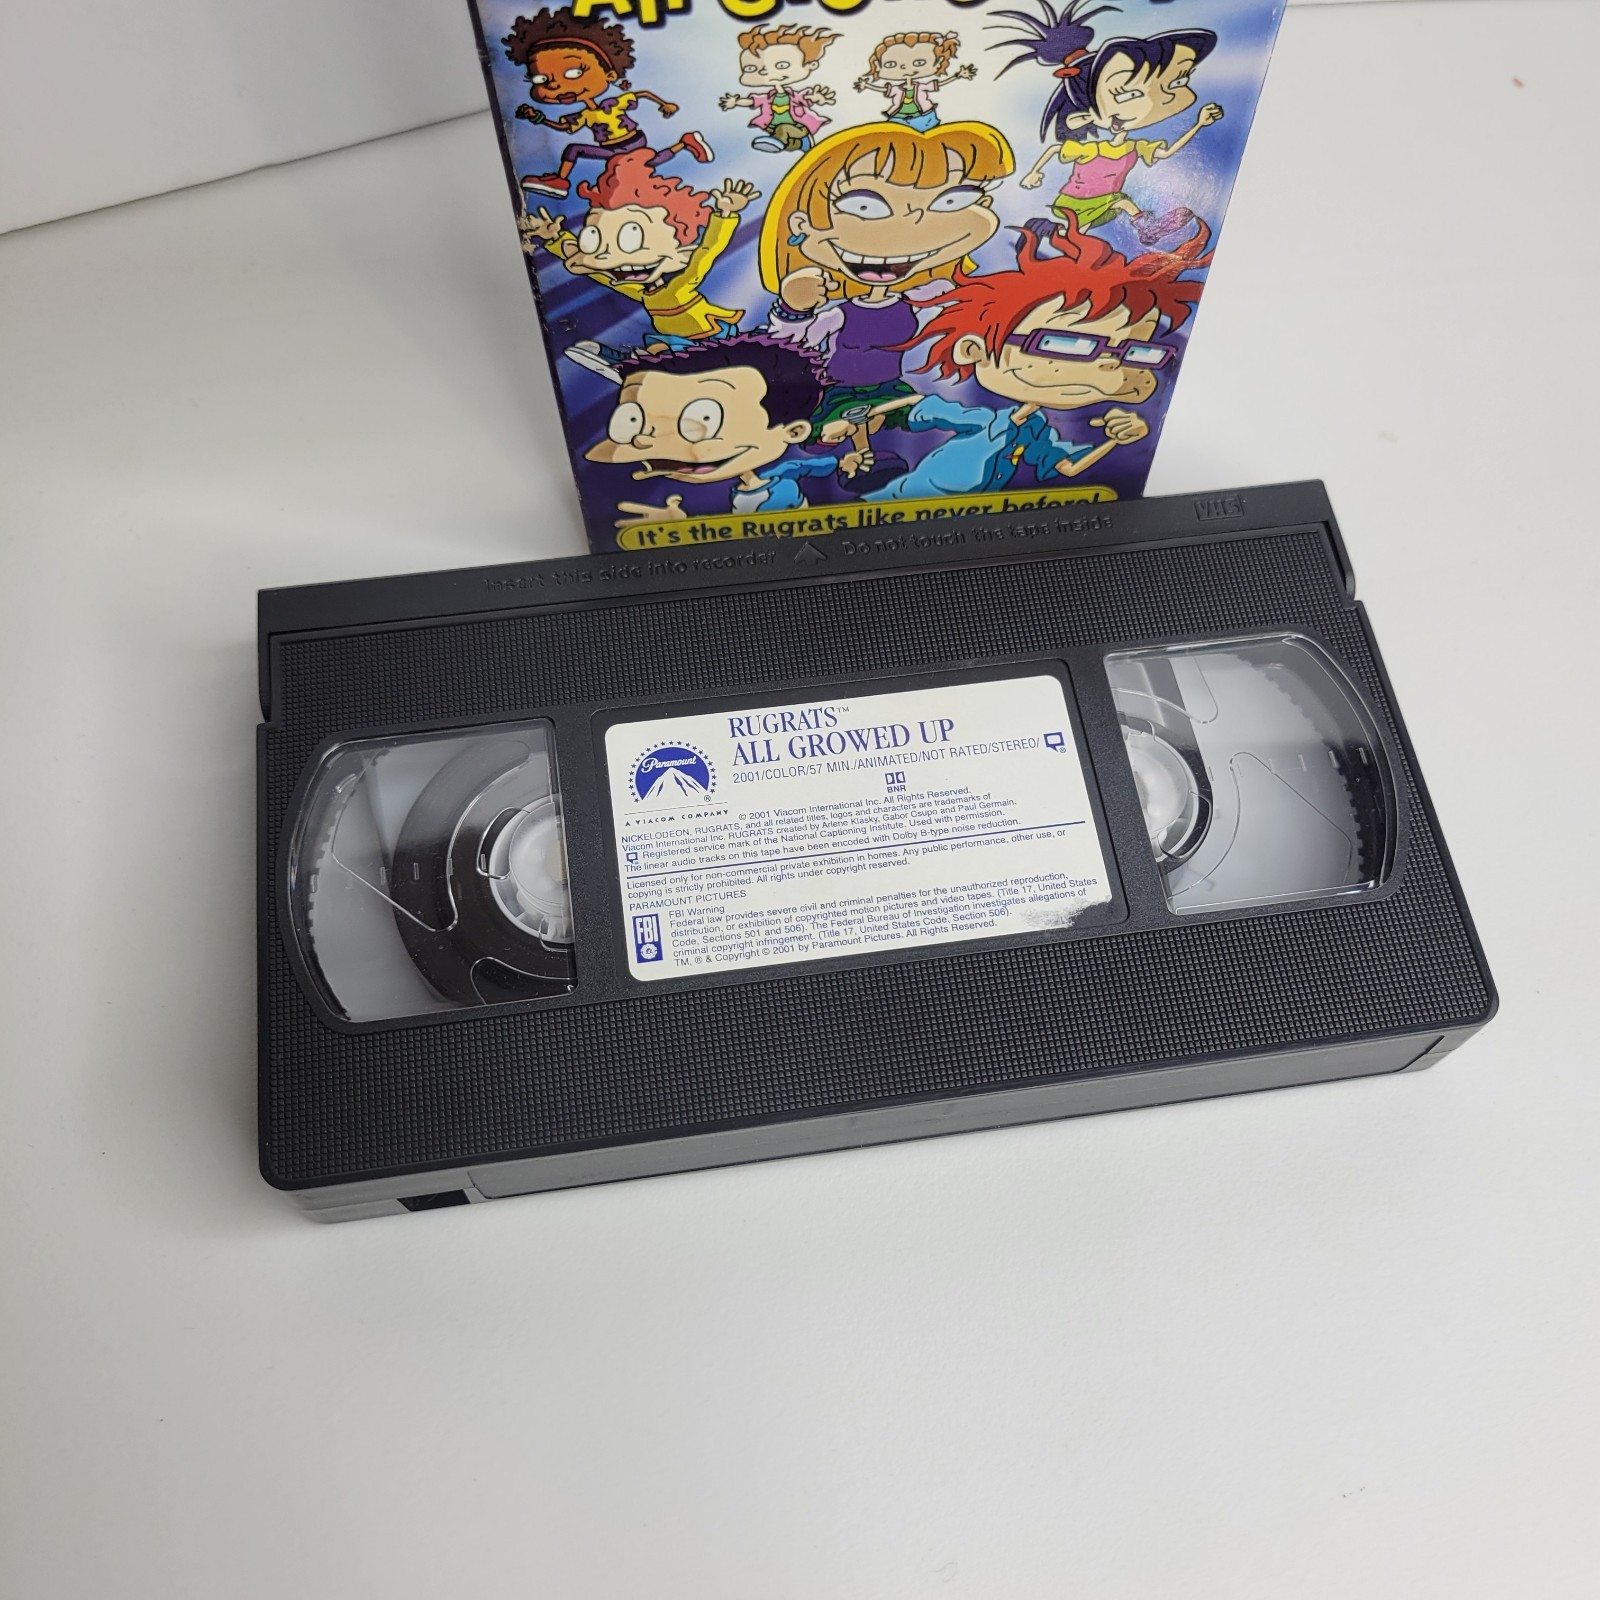 All Growed Up
It's the Rugrats like never before!
VHS
Insert this side into recorder Do not touch the tape inside
RUGRATS™
ALL GROWED UP
2001/COLOR/57 MIN./ANIMATED/NOT RATED/STEREO/
Paramount
®
®
BNR
A VIACOM COMPANY
© 2001 Viacom International Inc. All Rights Reserved.
NICKELODEON, RUGRATS, and all related titles, logos and characters are trademarks of
Viacom International Inc. RUGRATS created by Arlene Klasky, Gabor Csupo and Paul Germain.
Registered service mark of the National Captioning Institute. Used with permission.
The linear audio tracks on this tape have been encoded with Dolby B-type noise reduction.
Licensed only for non-commercial private exhibition in homes. Any public performance, other use, or
copying is strictly prohibited. All rights under copyright reserved.
PARAMOUNT PICTURES
FBI
FBI Warning
Federal law provides severe civil and criminal penalties for the unauthorized reproduction,
distribution, or exhibition of copyrighted motion pictures and video tapes. (Title 17, United States
Code, Sections 501 and 506). The Federal Bureau of Investigation investigates allegations of
criminal copyright infringement. (Title 17, United States Code, Section 506).
TM, ® & Copyright © 2001 by Paramount Pictures. All Rights Reserved.